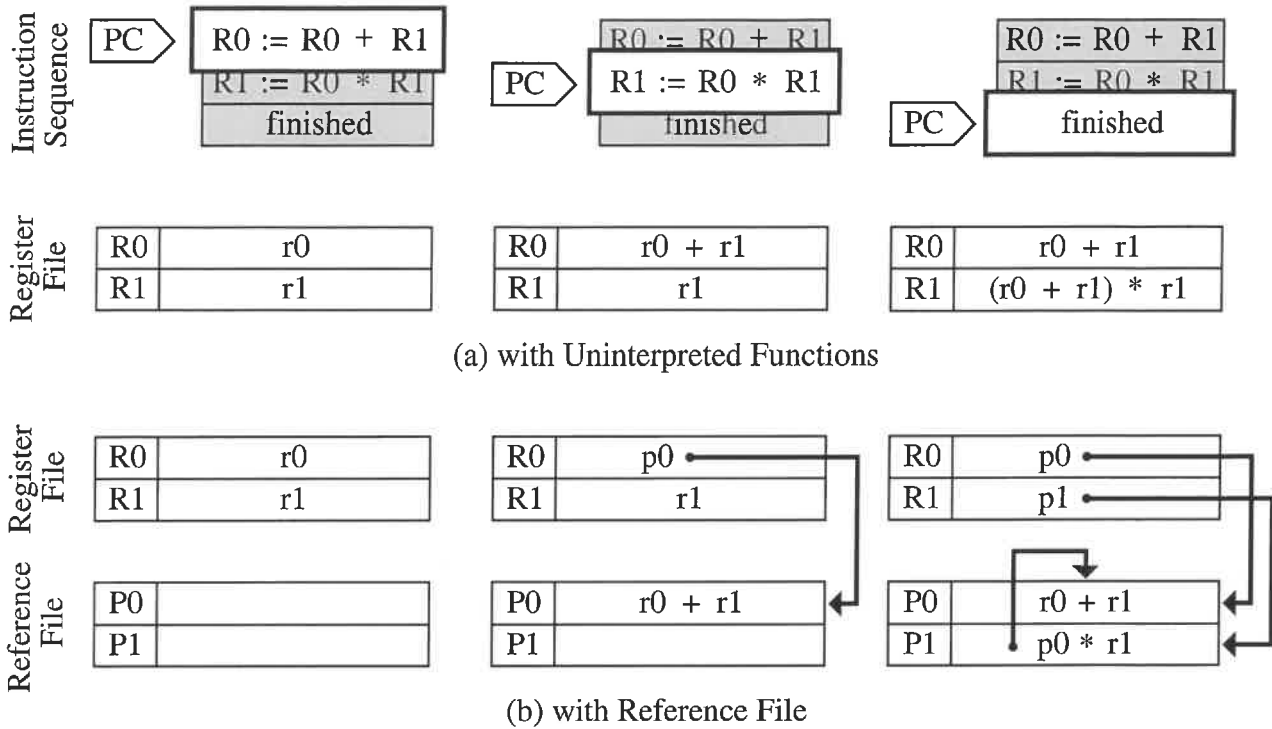 Instruction Sequence
PC
R0 := R0 + R1
R1 := R0 * R1
finished
R0 := R0 + R1
PC
R1 := R0 * R1
finished
R0 := R0 + R1
R1 := R0 * R1
PC
finished
Register File
R0 r0
R1 r1
R0 r0 + r1
R1 r1
R0 r0 + r1
R1 (r0 + r1) * r1
(a) with Uninterpreted Functions
Register File
R0 r0
R1 r1
R0 p0
R1 r1
R0 p0
R1 p1
Reference File
P0
P1
P0 r0 + r1
P1
P0 r0 + r1
P1 p0 * r1
(b) with Reference File